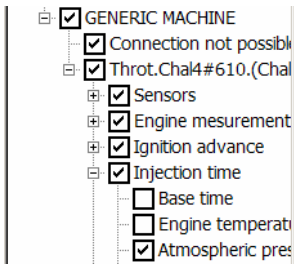 GENERIC MACHINE
Connection not possibl
Throt.Chal4#610.(Chal
Sensors
Engine mesurement
Ignition advance
Injection time
Base time
Engine temperatu
Atmospheric pres